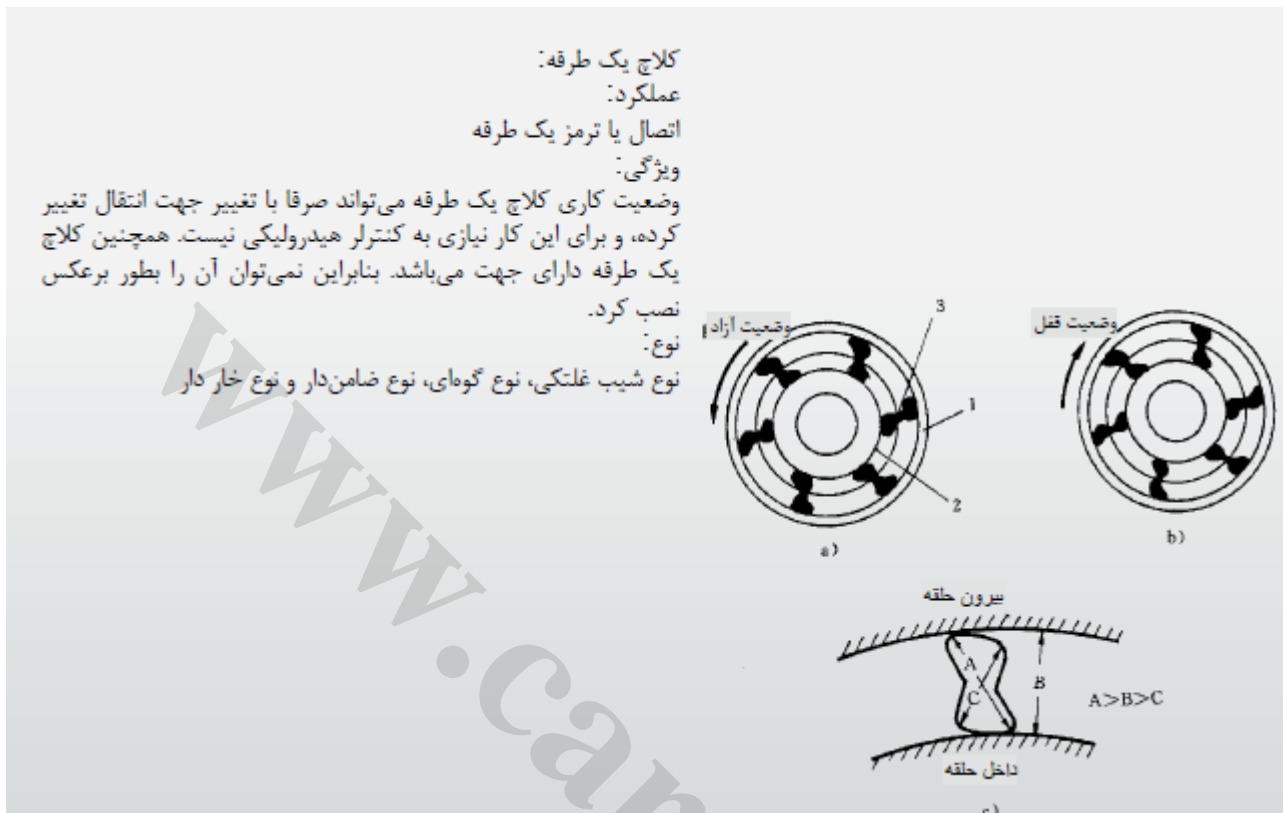 کلاچ یک طرفه:
عملکرد:
اتصال یا ترمز یک طرفه
ویژگی:
وضعیت کاری کلاچ یک طرفه می‌تواند صرفا با تغییر جهت انتقال تغییر
کرده، و برای این کار نیازی به کنترلر هیدرولیکی نیست. همچنین کلاچ
یک طرفه دارای جهت می‌باشد. بنابراین نمی‌توان آن را بطور برعکس
نصب کرد.
نوع:
نوع شیب غلتکی، نوع گوه‌ای، نوع ضامن‌دار و نوع خار دار
وضعیت آزاد
3
1
2
a)
وضعیت قفل
b)
بیرون حلقه
A
B
C
A>B>C
داخل حلقه
c)
www.car